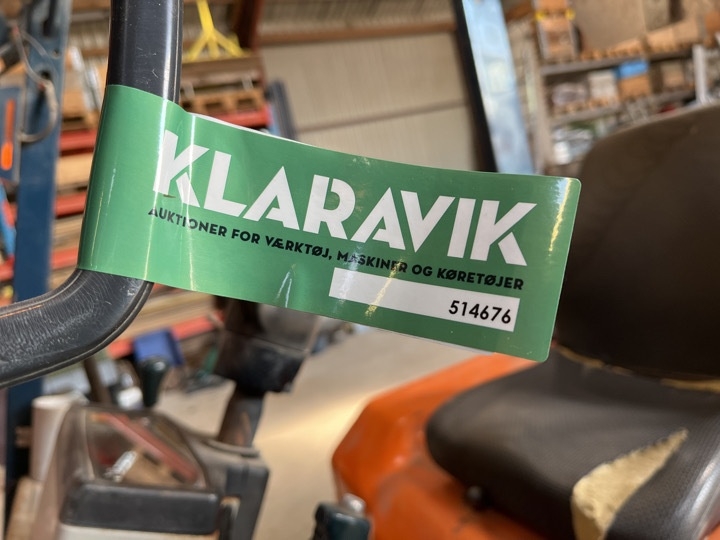 KLARAVIK
AUKTIONER FOR VÆRKTØJ, MASKINER OG KØRETØJER
514676